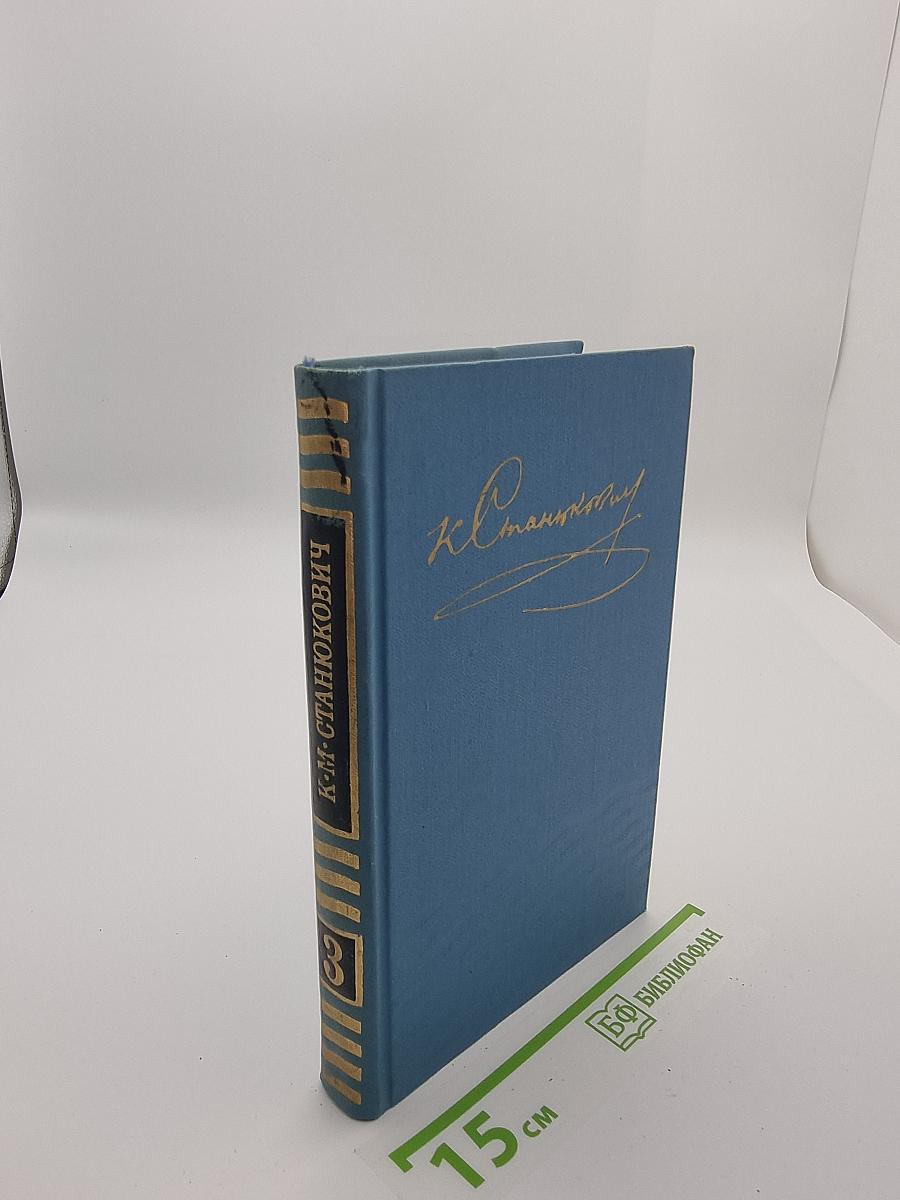 К Станюкович
К·М·СТАНЮКОВИЧ
3
БФ БИБЛИОФАН
15 см